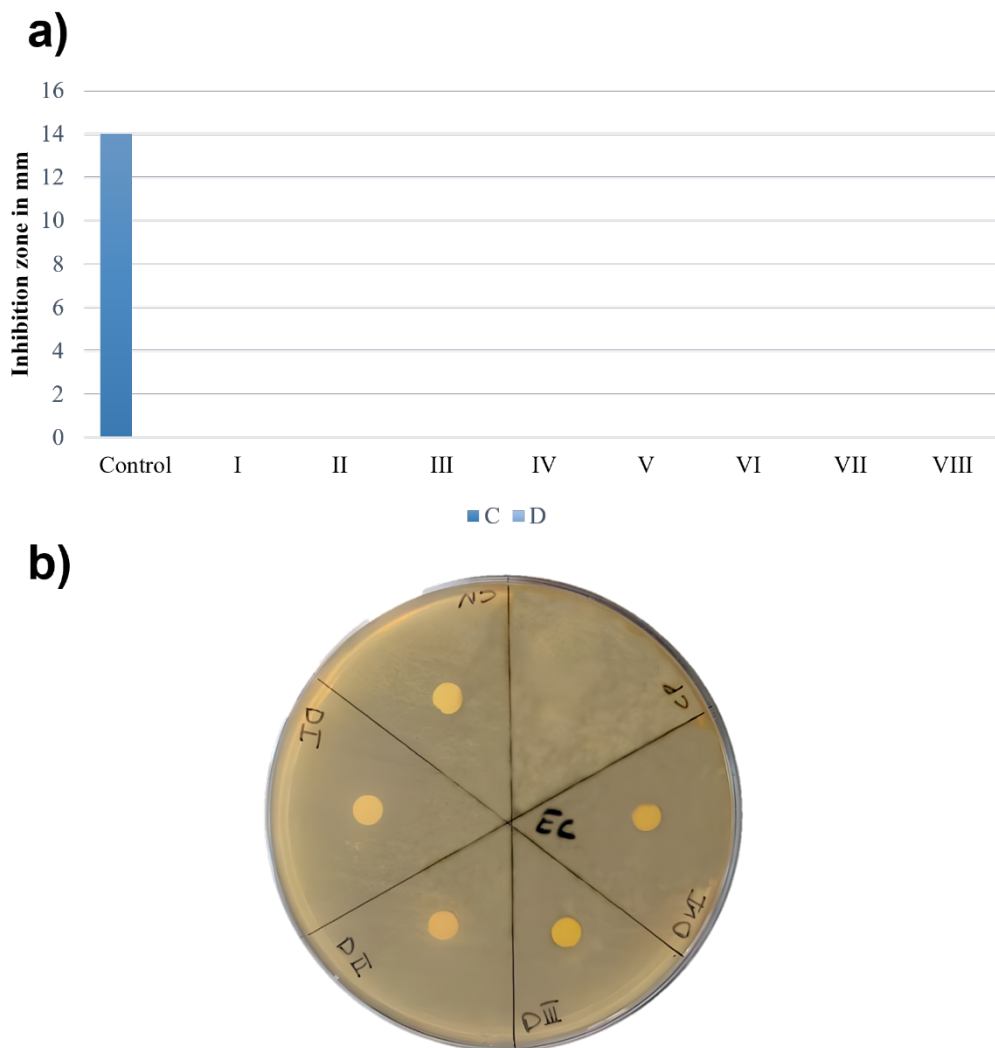 a)
Inhibition zone in mm
16
14
12
10
8
6
4
2
0
Control I II III IV V VI VII VIII
C D
b)
CN
CP
DI
EC
DVI
DII
DIII